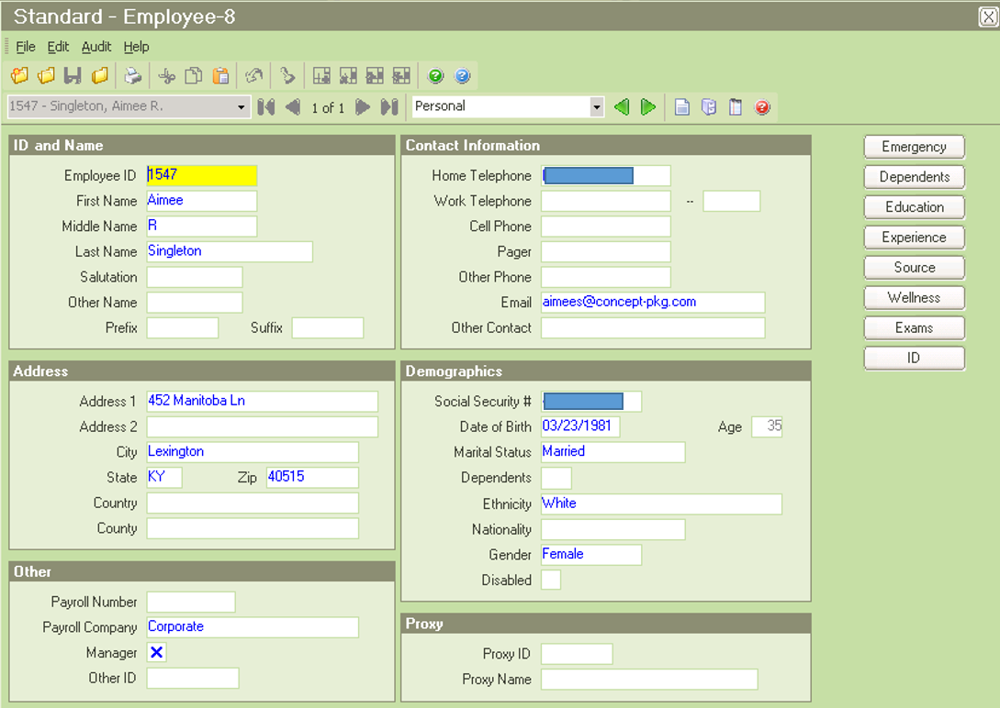 Standard - Employee-8
File Edit Audit Help
1547 - Singleton, Aimee R. 1 of 1 Personal
ID and Name
Employee ID 1547
First Name Aimee
Middle Name R
Last Name Singleton
Salutation
Other Name
Prefix Suffix
Address
Address 1 452 Manitoba Ln
Address 2
City Lexington
State KY Zip 40515
Country
County
Other
Payroll Number
Payroll Company Corporate
Manager X
Other ID
Contact Information
Home Telephone
Work Telephone --
Cell Phone
Pager
Other Phone
Email aimees@concept-pkg.com
Other Contact
Demographics
Social Security #
Date of Birth 03/23/1981 Age 35
Marital Status Married
Dependents
Ethnicity White
Nationality
Gender Female
Disabled
Proxy
Proxy ID
Proxy Name
Emergency
Dependents
Education
Experience
Source
Wellness
Exams
ID